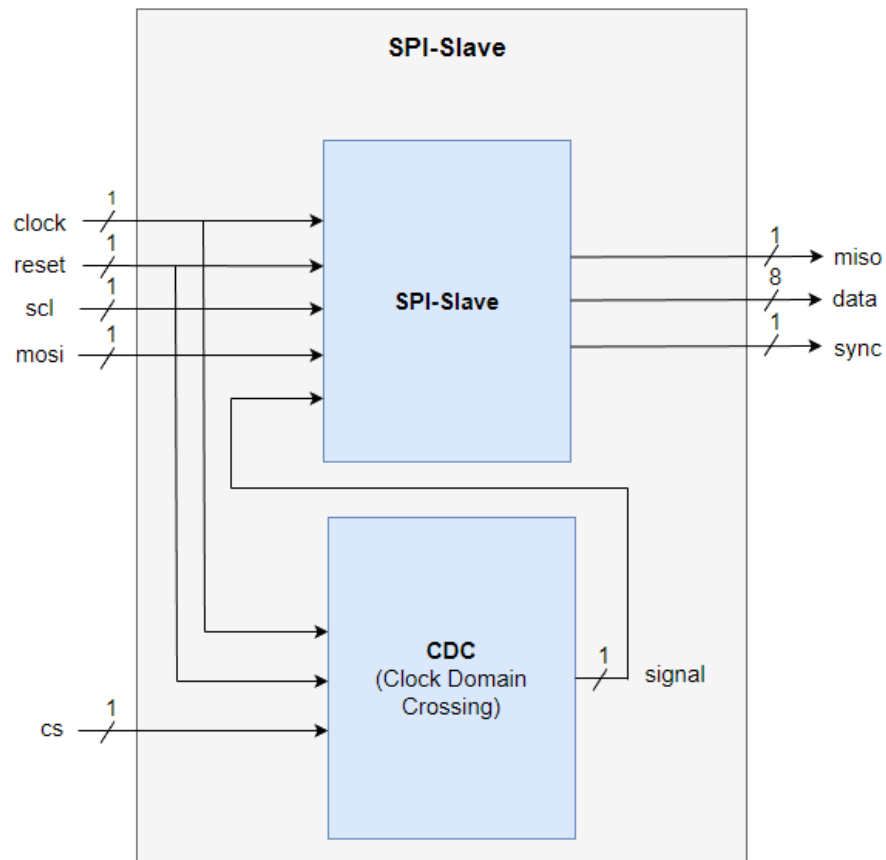 SPI-Slave
clock
1
reset
1
scl
1
mosi
1
SPI-Slave
1
miso
8
data
1
sync
CDC
(Clock Domain
Crossing)
1
signal
cs
1